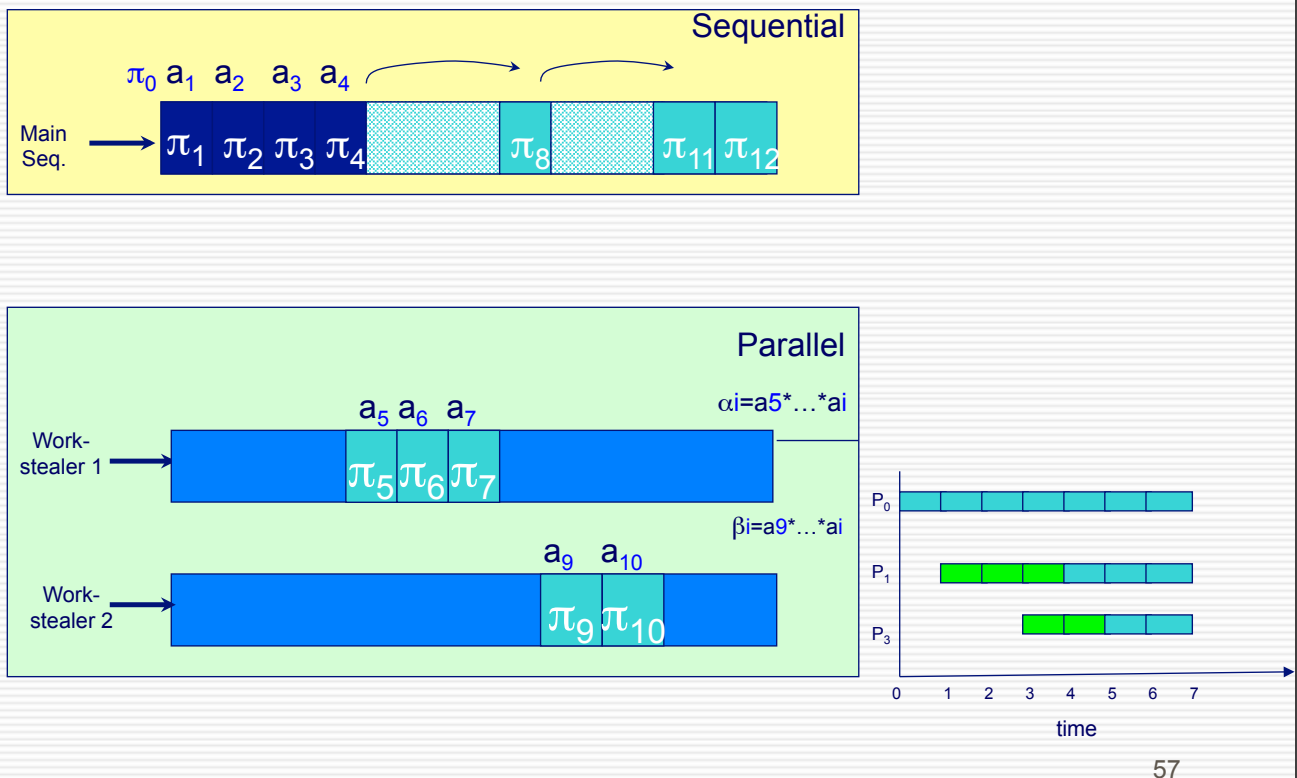 Sequential
π0 a1 a2 a3 a4
Main
Seq.
π1 π2 π3 π4 π8 π11 π12
Parallel
αi=a5*…*ai
a5 a6 a7
Work-
stealer 1
π5 π6 π7
βi=a9*…*ai
a9 a10
Work-
stealer 2
π9 π10
P0
P1
P3
0 1 2 3 4 5 6 7
time
57